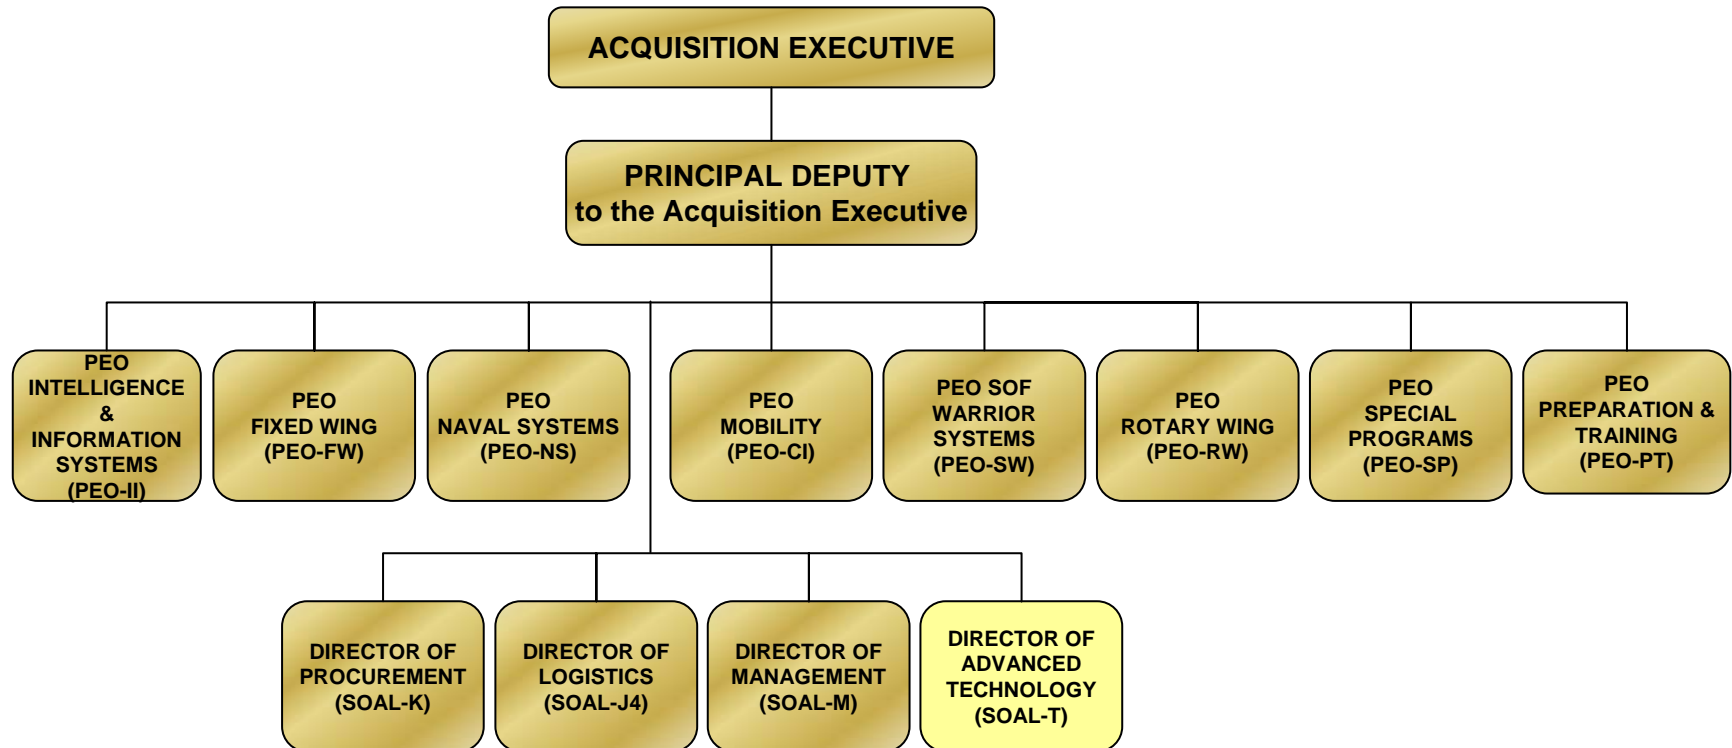 ACQUISITION EXECUTIVE
PRINCIPAL DEPUTY
to the Acquisition Executive
PEO
INTELLIGENCE
&
INFORMATION
SYSTEMS
(PEO-II)
PEO
FIXED WING
(PEO-FW)
PEO
NAVAL SYSTEMS
(PEO-NS)
PEO
MOBILITY
(PEO-CI)
PEO SOF
WARRIOR
SYSTEMS
(PEO-SW)
PEO
ROTARY WING
(PEO-RW)
PEO
SPECIAL
PROGRAMS
(PEO-SP)
PEO
PREPARATION &
TRAINING
(PEO-PT)
DIRECTOR OF
PROCUREMENT
(SOAL-K)
DIRECTOR OF
LOGISTICS
(SOAL-J4)
DIRECTOR OF
MANAGEMENT
(SOAL-M)
DIRECTOR OF
ADVANCED
TECHNOLOGY
(SOAL-T)